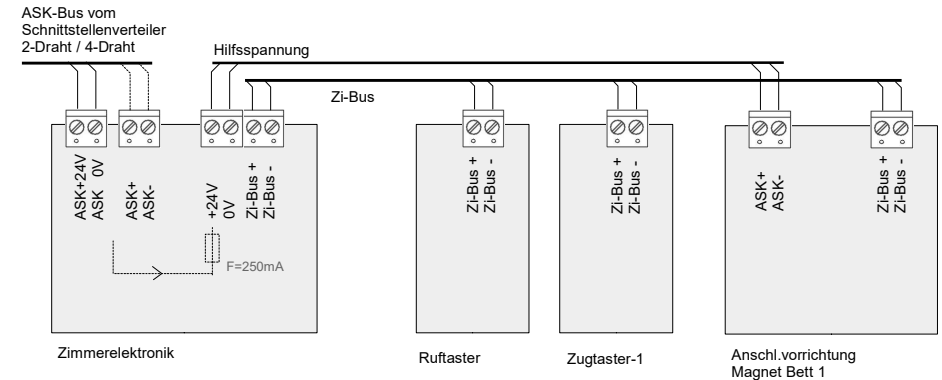 ASK-Bus vom
Schnittstellenverteiler
2-Draht / 4-Draht
Hilfsspannung
Zi-Bus
ASK+24V
ASK 0V
ASK+
ASK-
+24V
0V
Zi-Bus +
Zi-Bus -
F=250mA
Zimmerelektronik
Zi-Bus +
Zi-Bus -
Ruftaster
Zi-Bus +
Zi-Bus -
Zugtaster-1
ASK+
ASK-
Zi-Bus +
Zi-Bus -
Anschl.vorrichtung
Magnet Bett 1